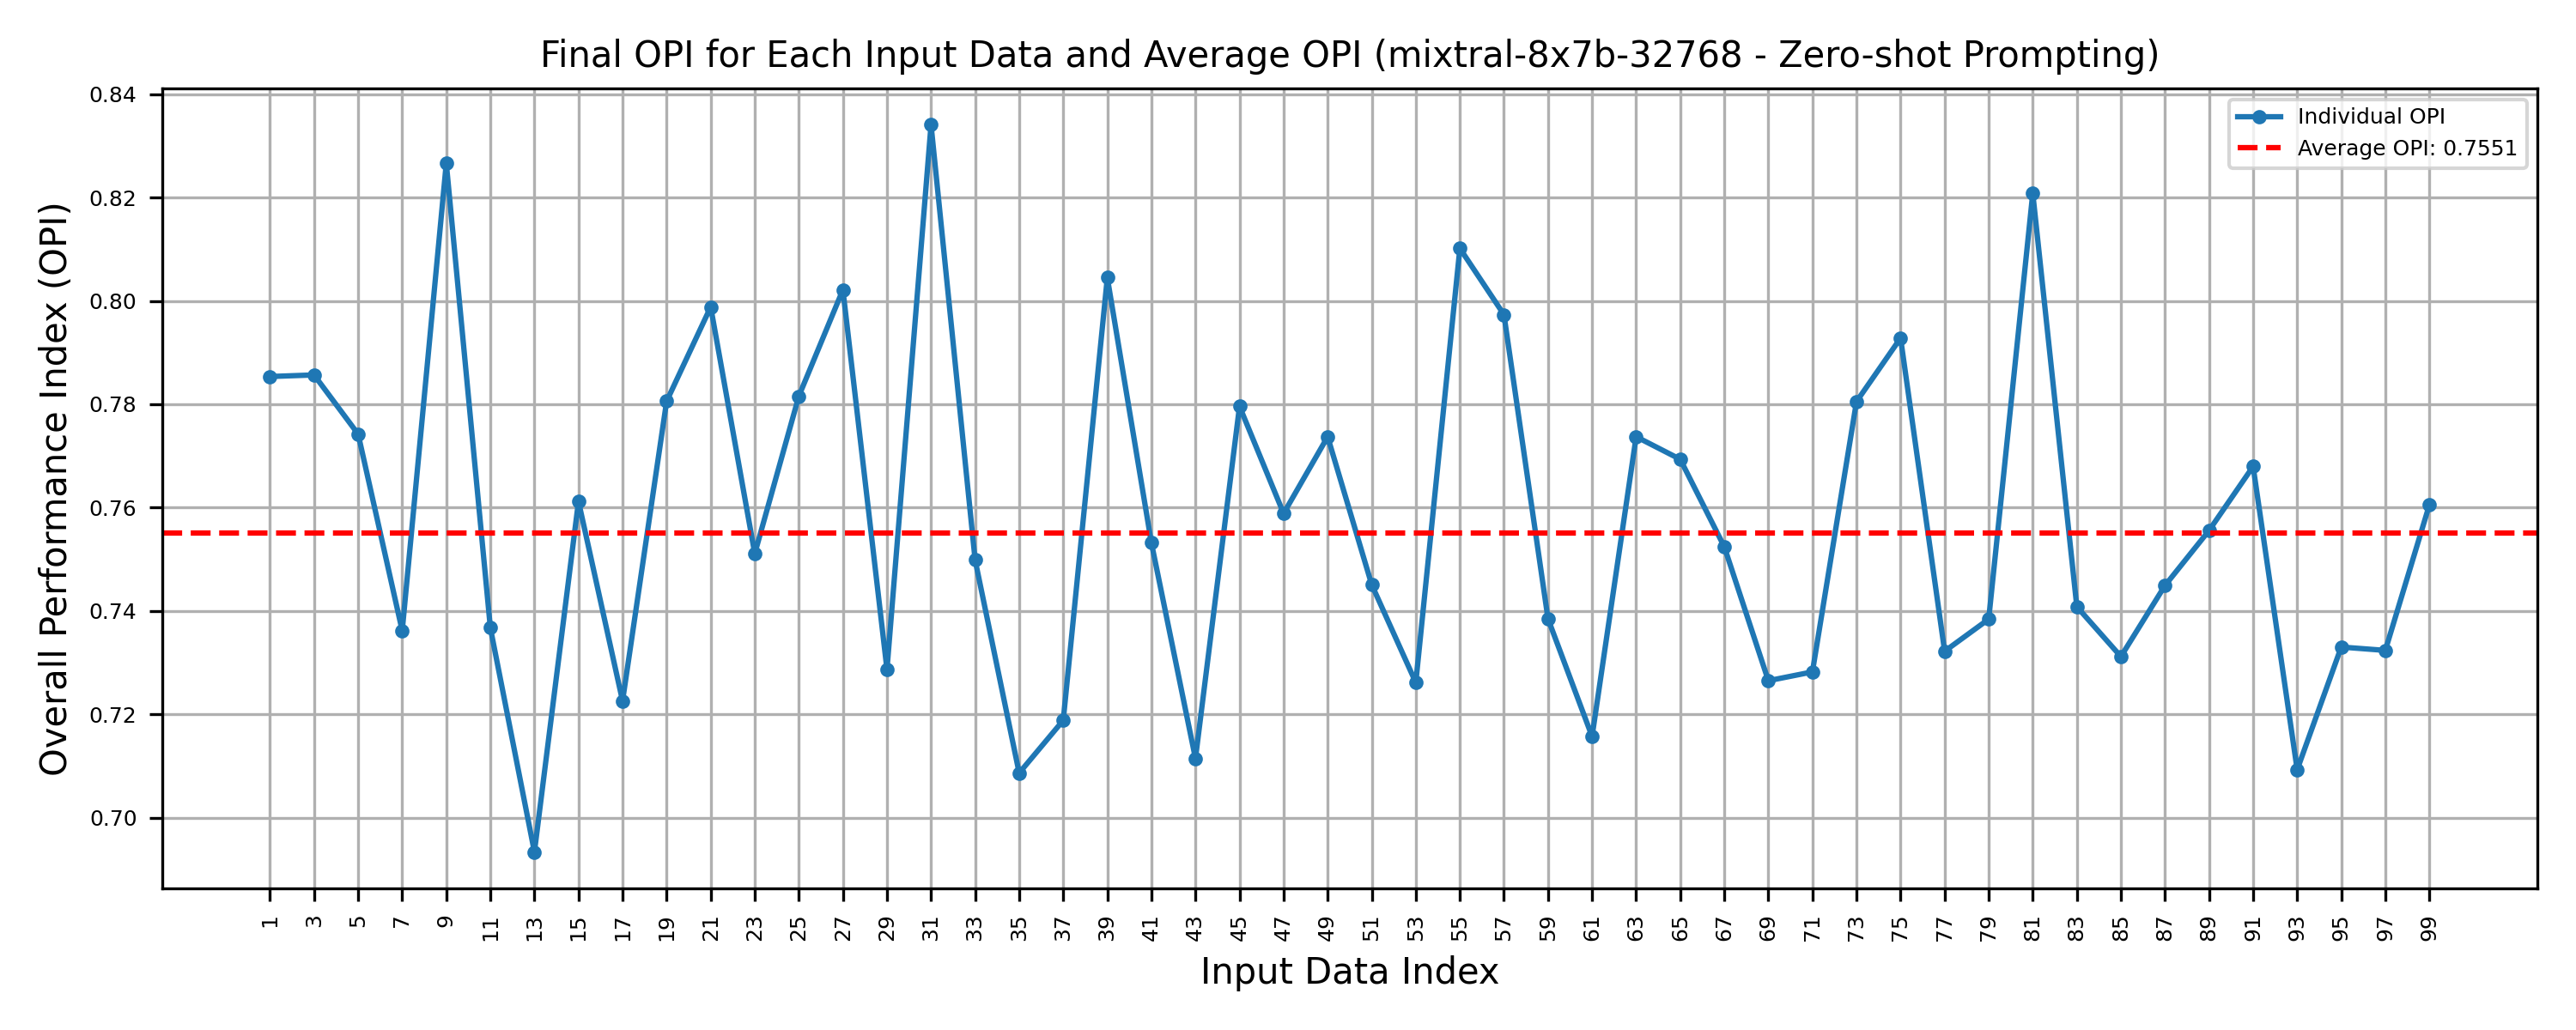 Final OPI for Each Input Data and Average OPI (mixtral-8x7b-32768 - Zero-shot Prompting)
Overall Performance Index (OPI)
0.84
0.82
0.80
0.78
0.76
0.74
0.72
0.70
Individual OPI
Average OPI: 0.7551
1 3 5 7 9 11 13 15 17 19 21 23 25 27 29 31 33 35 37 39 41 43 45 47 49 51 53 55 57 59 61 63 65 67 69 71 73 75 77 79 81 83 85 87 89 91 93 95 97 99
Input Data Index